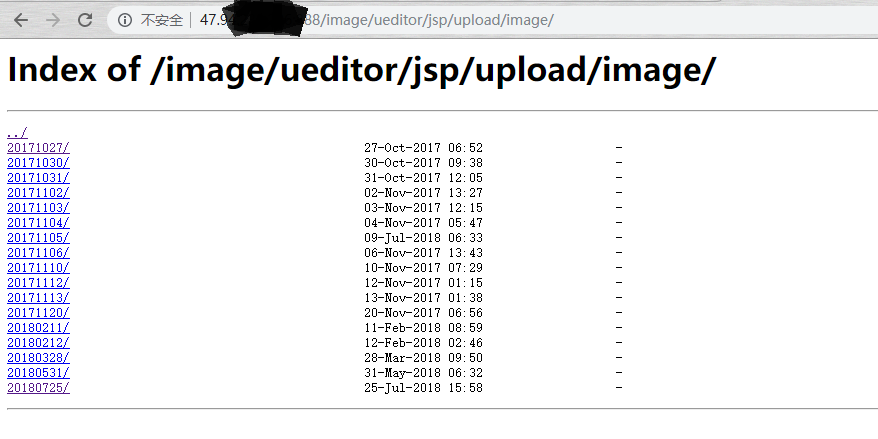 不安全 47.9 88/image/ueditor/jsp/upload/image/
Index of /image/ueditor/jsp/upload/image/
../
20171027/ 27-Oct-2017 06:52 -
20171030/ 30-Oct-2017 09:38 -
20171031/ 31-Oct-2017 12:05 -
20171102/ 02-Nov-2017 13:27 -
20171103/ 03-Nov-2017 12:15 -
20171104/ 04-Nov-2017 05:47 -
20171105/ 09-Jul-2018 06:33 -
20171106/ 06-Nov-2017 13:43 -
20171110/ 10-Nov-2017 07:29 -
20171112/ 12-Nov-2017 01:15 -
20171113/ 13-Nov-2017 01:38 -
20171120/ 20-Nov-2017 06:56 -
20180211/ 11-Feb-2018 08:59 -
20180212/ 12-Feb-2018 02:46 -
20180328/ 28-Mar-2018 09:50 -
20180531/ 31-May-2018 06:32 -
20180725/ 25-Jul-2018 15:58 -